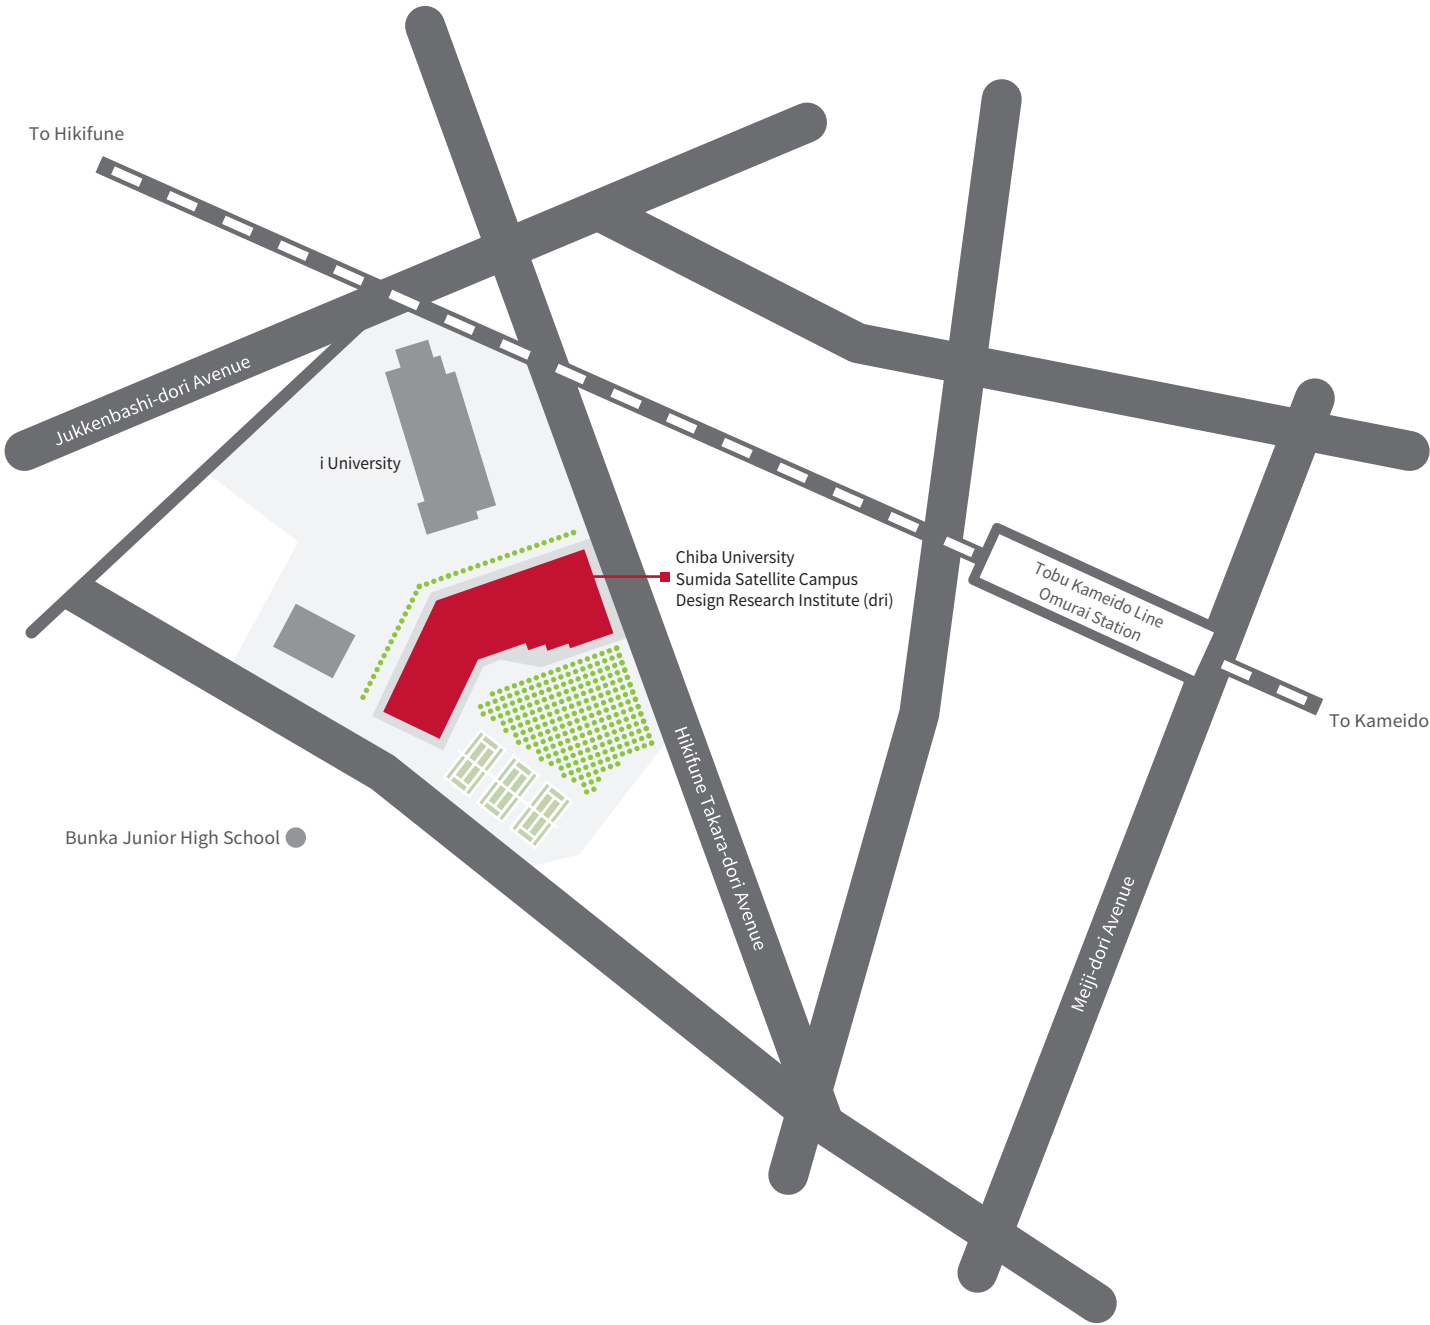 To Hikifune
Jukkenbashi-dori Avenue
i University
Chiba University
Sumida Satellite Campus
Design Research Institute (dri)
Tobu Kameido Line
Omurai Station
To Kameido
Hikifune Takara-dori Avenue
Bunka Junior High School
Meiji-dori Avenue